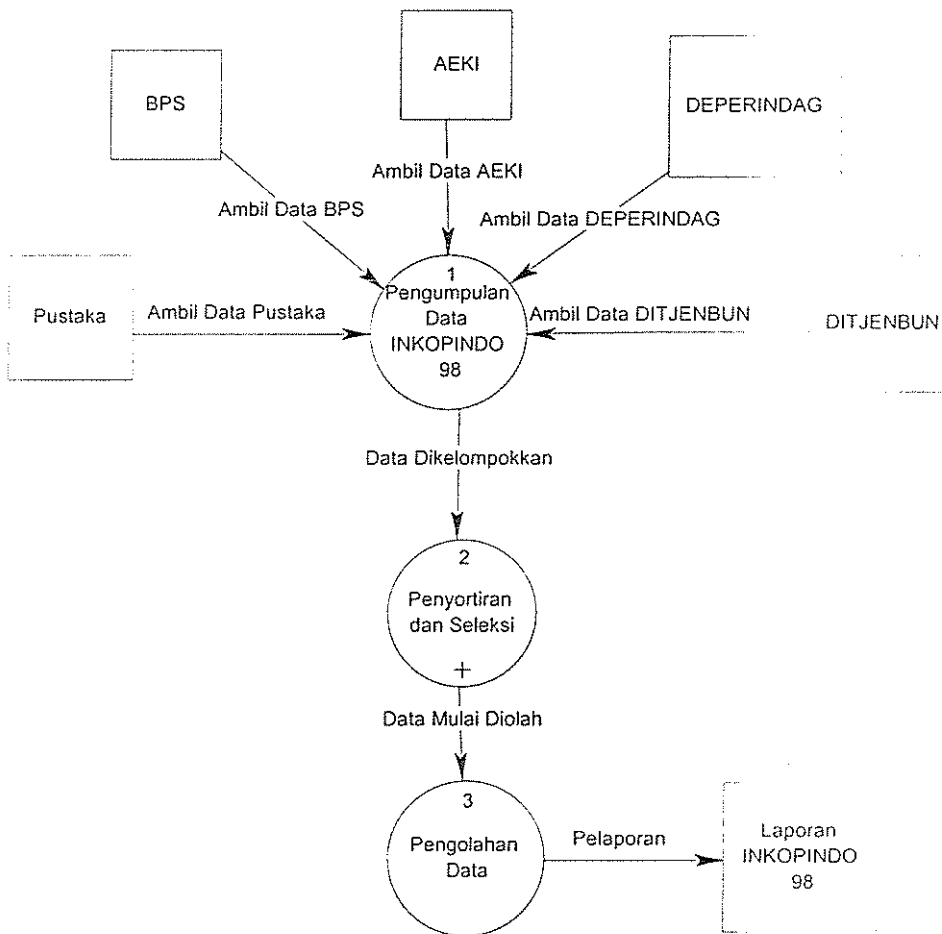 AEKI
BPS
DEPERINDAG
Ambil Data AEKI
Ambil Data BPS
Ambil Data DEPERINDAG
Pustaka
Ambil Data Pustaka
1
Pengumpulan
Data
INKOPINDO
98
Ambil Data DITJENBUN
DITJENBUN
Data Dikelompokkan
2
Penyortiran
dan Seleksi
+
Data Mulai Diolah
3
Pengolahan
Data
Pelaporan
Laporan
INKOPINDO
98